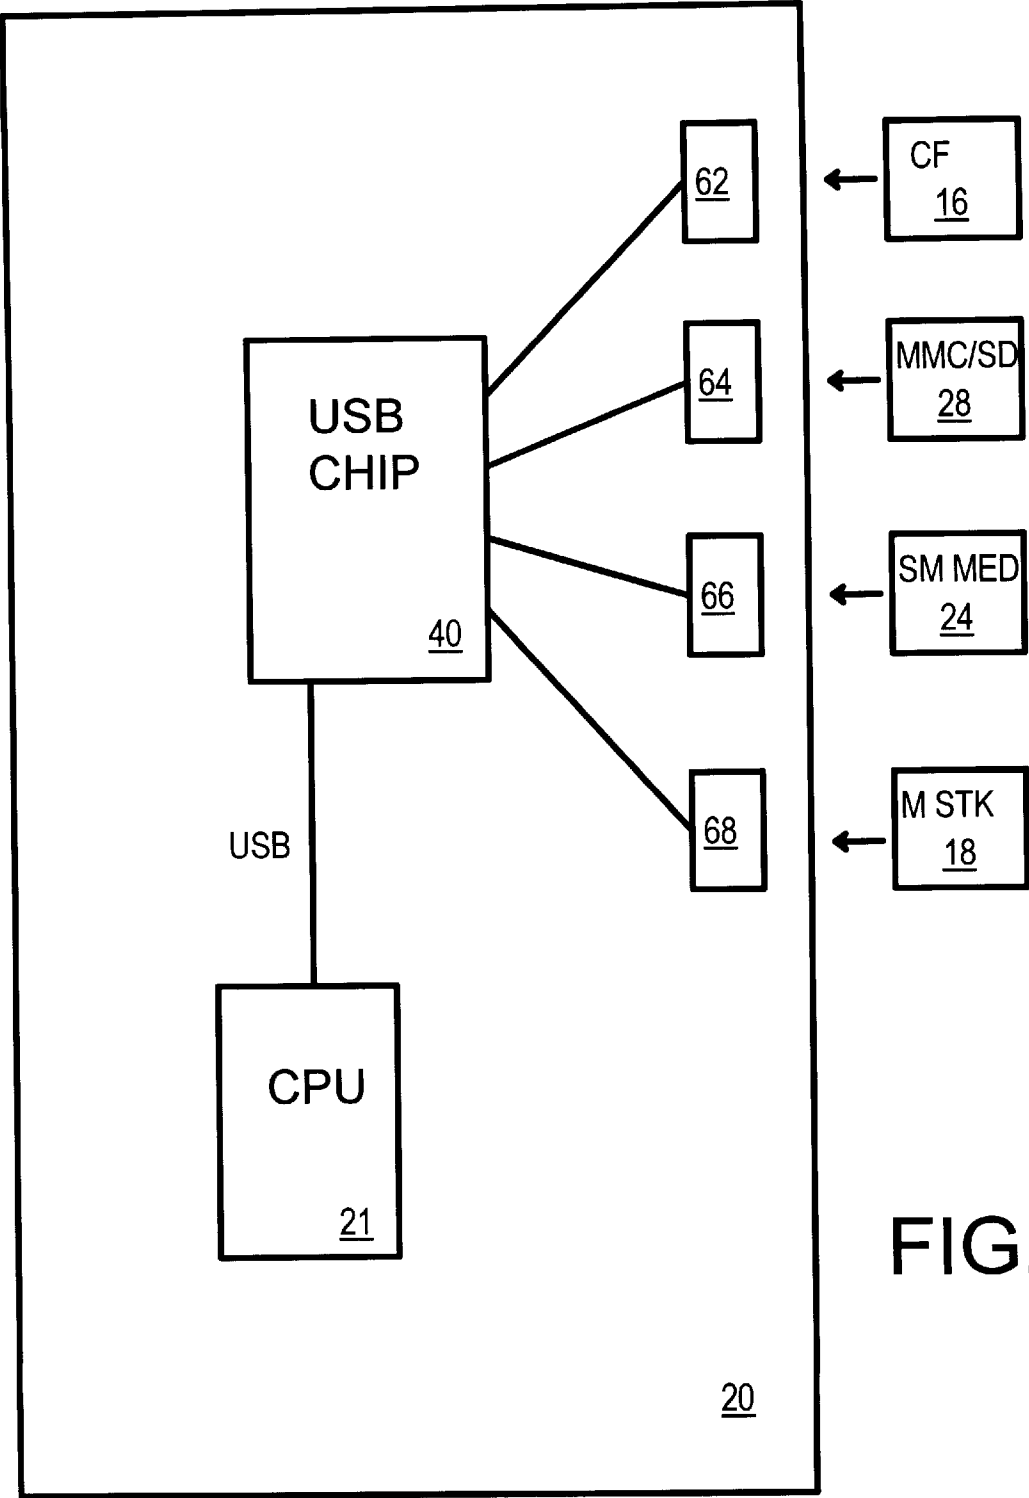 CF
16
62
MMC/SD
28
64
USB
CHIP
40
SM MED
24
66
M STK
18
68
USB
CPU
21
FIG.
20